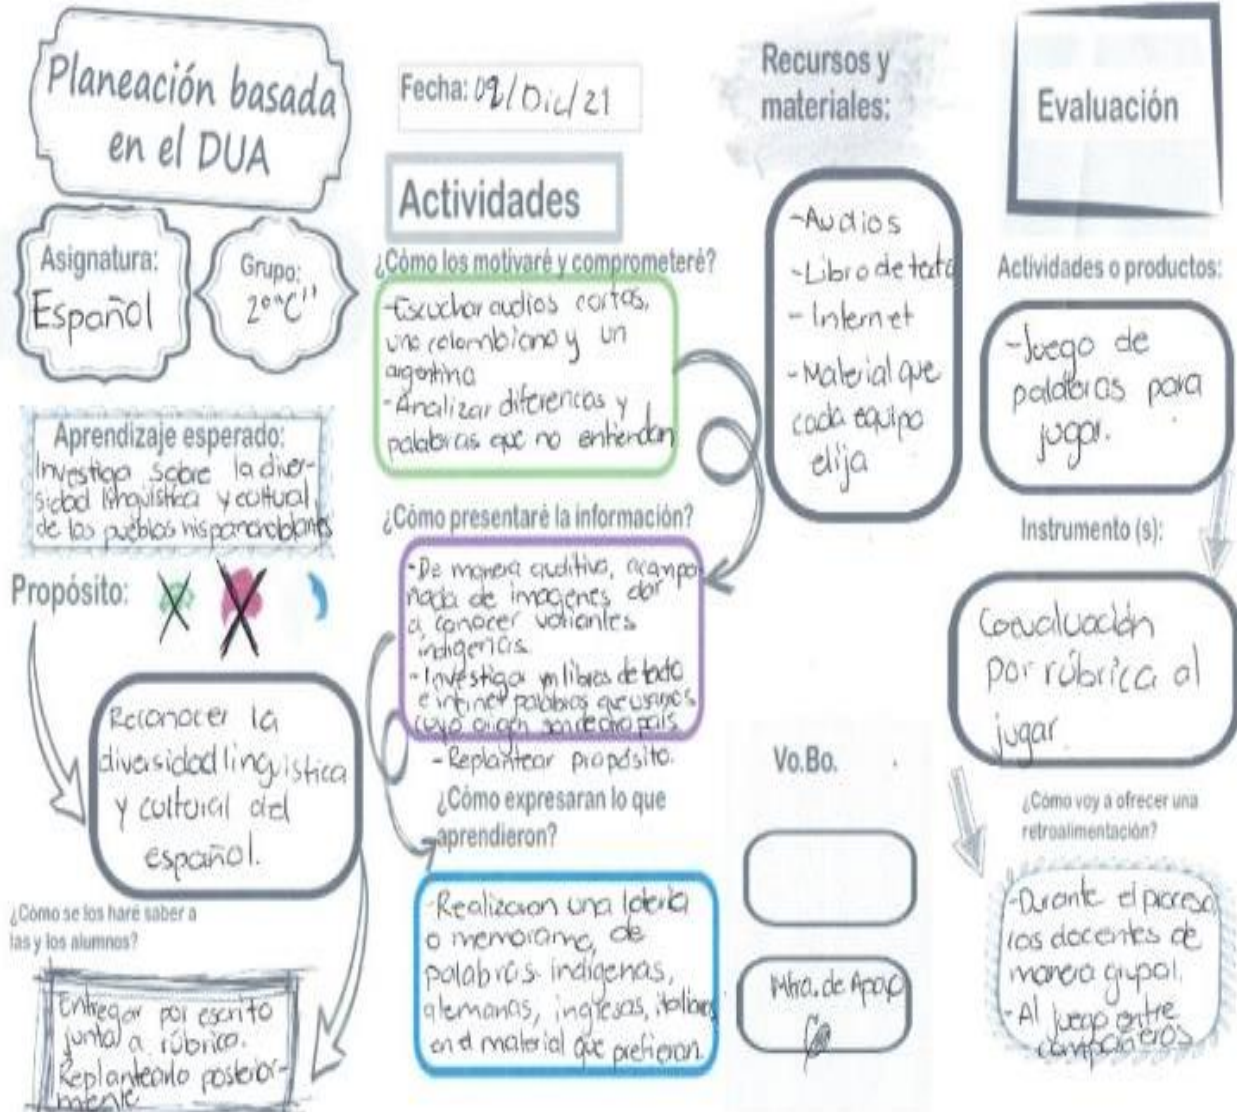 Planeación basada
en el DUA
Asignatura:
Español
Grupo:
2º "C"
Aprendizaje esperado:
Investiga sobre la diver-
sidad lingüística y cultural
de los pueblos hispanohablantes
Propósito:
Reconocer la
diversidad lingüística
y cultural del
español.
¿Cómo se los haré saber a
las y los alumnos?
Entregar por escrito
junto a rúbrica.
Replantearlo posterior-
mente
Fecha: 09/Dic/21
Actividades
¿Cómo los motivaré y comprometeré?
-Escuchar audios cortos,
uno colombiano y un
argentino
-Analizar diferencias y
palabras que no entiendan
¿Cómo presentaré la información?
-De manera auditiva, acompa-
ñada de imagenes dar
a conocer variantes
indígenas.
-Investigar en libros de texto
e internet palabras que usamos
cuyo origen son de otro país
-Replantear propósito.
¿Cómo expresaran lo que
aprendieron?
-Realizaron una lotería
o memorama, de
palabras indígenas,
alemanas, inglesas, italianas
en el material que prefieran.
Recursos y
materiales:
-Audios
-Libro de texto
-Internet
-Material que
cada equipo
elija
Vo.Bo.
Mtra. de Apoyo
Evaluación
Actividades o productos:
-Juego de
palabras para
jugar.
Instrumento (s):
Coevaluación
por rúbrica al
jugar.
¿Cómo voy a ofrecer una
retroalimentación?
-Durante el proceso
los docentes de
manera grupal.
-Al juego entre
compañeros